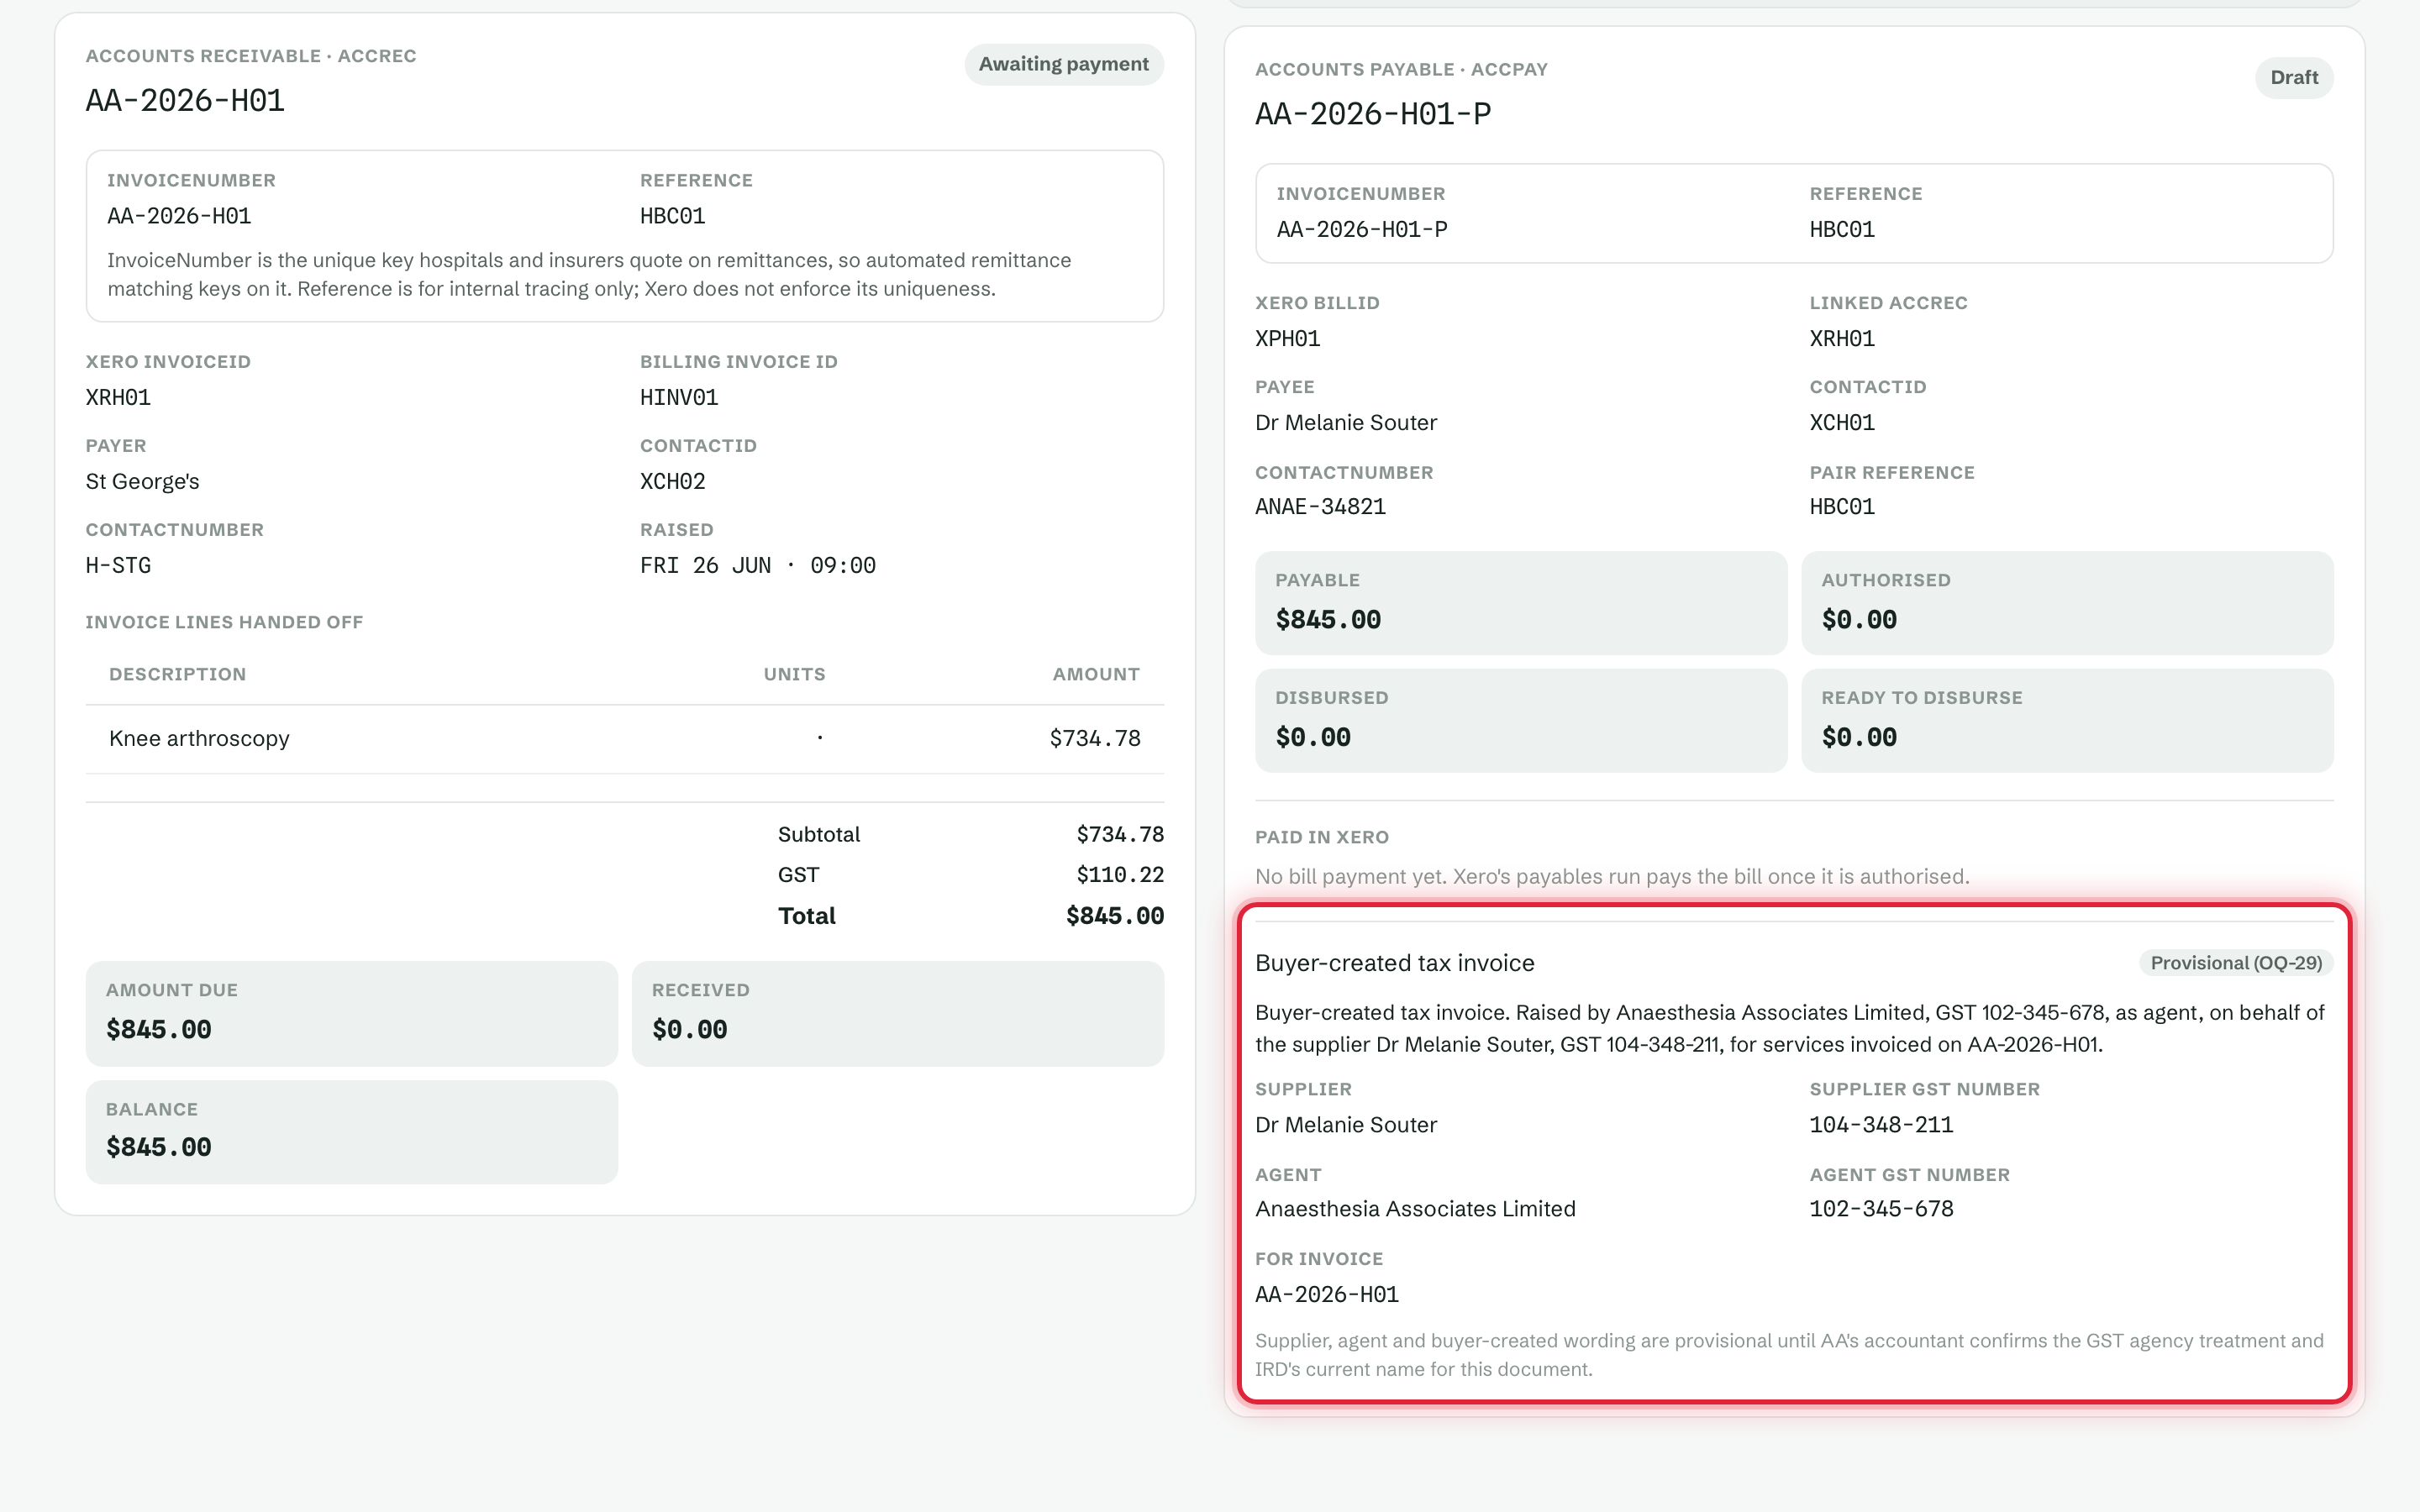 ACCOUNTS RECEIVABLE · ACCREC
Awaiting payment
AA-2026-H01
INVOICENUMBER
REFERENCE
AA-2026-H01
HBC01
InvoiceNumber is the unique key hospitals and insurers quote on remittances, so automated remittance
matching keys on it. Reference is for internal tracing only; Xero does not enforce its uniqueness.
XERO INVOICEID
BILLING INVOICE ID
XRH01
HINV01
PAYER
CONTACTID
St George's
XCH02
CONTACTNUMBER
RAISED
H-STG
FRI 26 JUN · 09:00
INVOICE LINES HANDED OFF
DESCRIPTION
UNITS
AMOUNT
Knee arthroscopy
·
$734.78
Subtotal
$734.78
GST
$110.22
Total
$845.00
AMOUNT DUE
RECEIVED
$845.00
$0.00
BALANCE
$845.00
ACCOUNTS PAYABLE · ACCPAY
Draft
AA-2026-H01-P
INVOICENUMBER
REFERENCE
AA-2026-H01-P
HBC01
XERO BILLID
LINKED ACCREC
XPH01
XRH01
PAYEE
CONTACTID
Dr Melanie Souter
XCH01
CONTACTNUMBER
PAIR REFERENCE
ANAE-34821
HBC01
PAYABLE
AUTHORISED
$845.00
$0.00
DISBURSED
READY TO DISBURSE
$0.00
$0.00
PAID IN XERO
No bill payment yet. Xero's payables run pays the bill once it is authorised.
Buyer-created tax invoice
Provisional (OQ-29)
Buyer-created tax invoice. Raised by Anaesthesia Associates Limited, GST 102-345-678, as agent, on behalf of
the supplier Dr Melanie Souter, GST 104-348-211, for services invoiced on AA-2026-H01.
SUPPLIER
SUPPLIER GST NUMBER
Dr Melanie Souter
104-348-211
AGENT
AGENT GST NUMBER
Anaesthesia Associates Limited
102-345-678
FOR INVOICE
AA-2026-H01
Supplier, agent and buyer-created wording are provisional until AA's accountant confirms the GST agency treatment and
IRD's current name for this document.